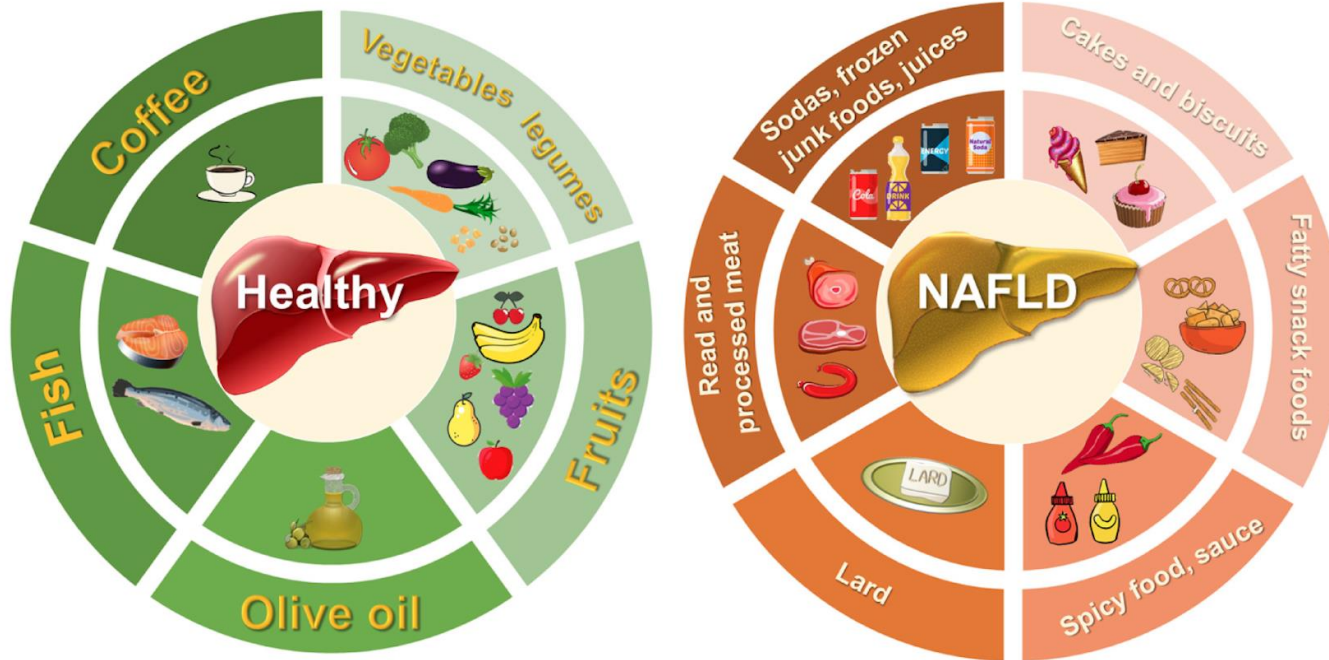 Coffee
Vegetables legumes
Fish
Healthy
Fruits
Olive oil
Sodas, frozen
junk foods, juices
Cola
DRINK
ENERGY
Natural
Soda
Cakes and biscuits
Read and
processed meat
NAFLD
Fatty snack foods
LARD
Lard
Spicy food, sauce